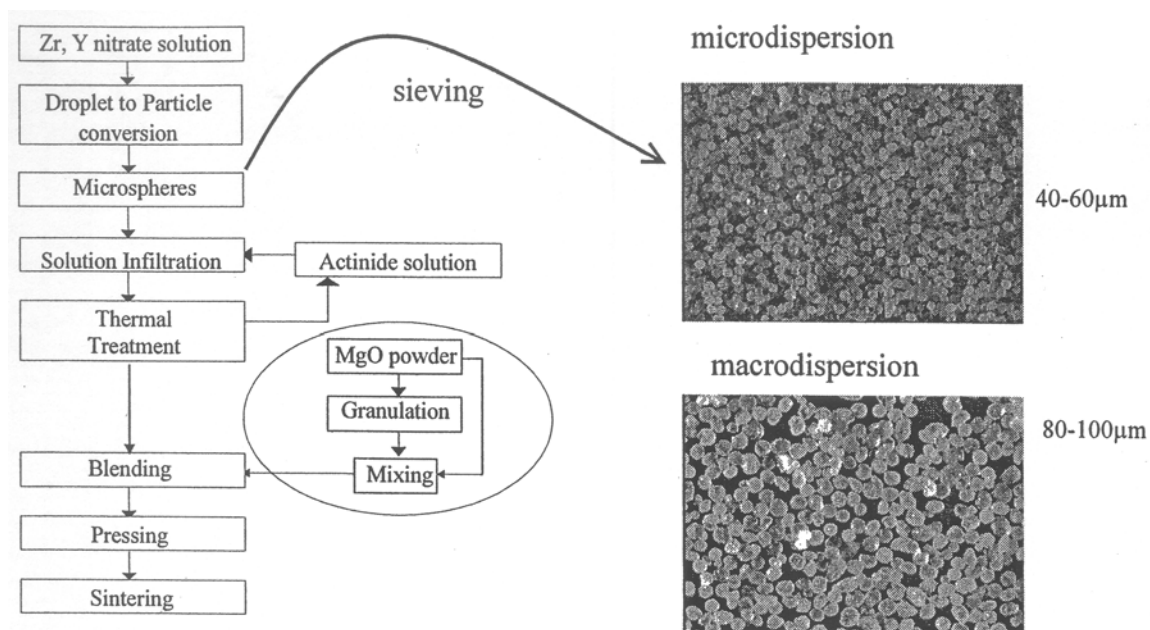 Zr, Y nitrate solution
Droplet to Particle
conversion
Microspheres
Solution Infiltration
Actinide solution
Thermal
Treatment
MgO powder
Granulation
Mixing
Blending
Pressing
Sintering
sieving
microdispersion
40-60µm
macrodispersion
80-100µm